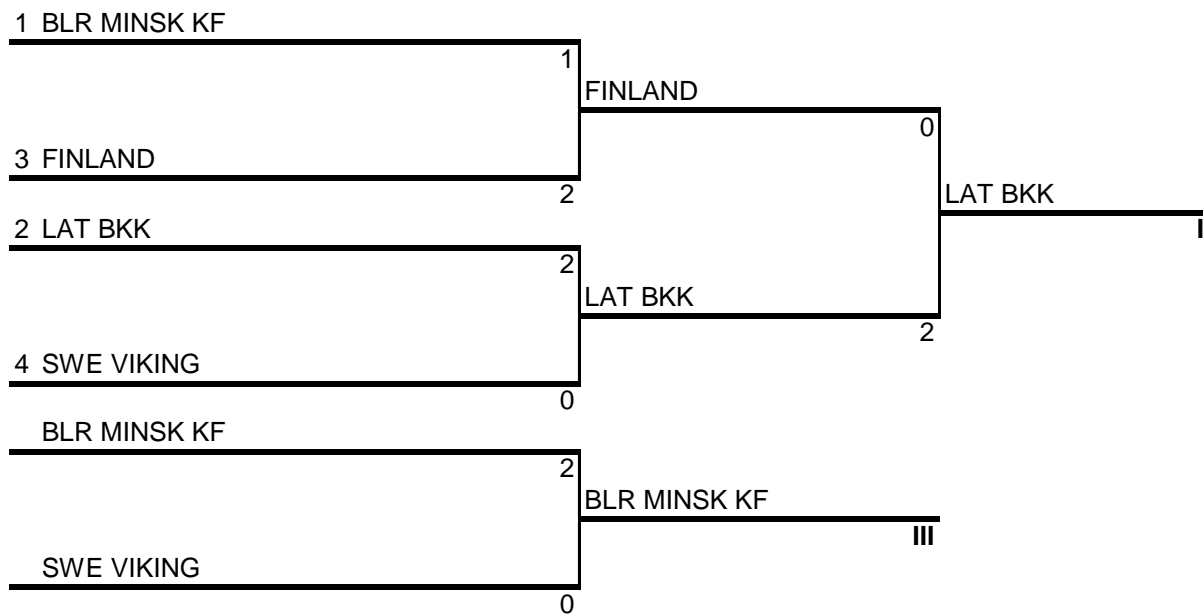 1 BLR MINSK KF
1
FINLAND
0
3 FINLAND
2
LAT BKK
I
2 LAT BKK
2
LAT BKK
2
4 SWE VIKING
0
BLR MINSK KF
2
BLR MINSK KF
III
SWE VIKING
0